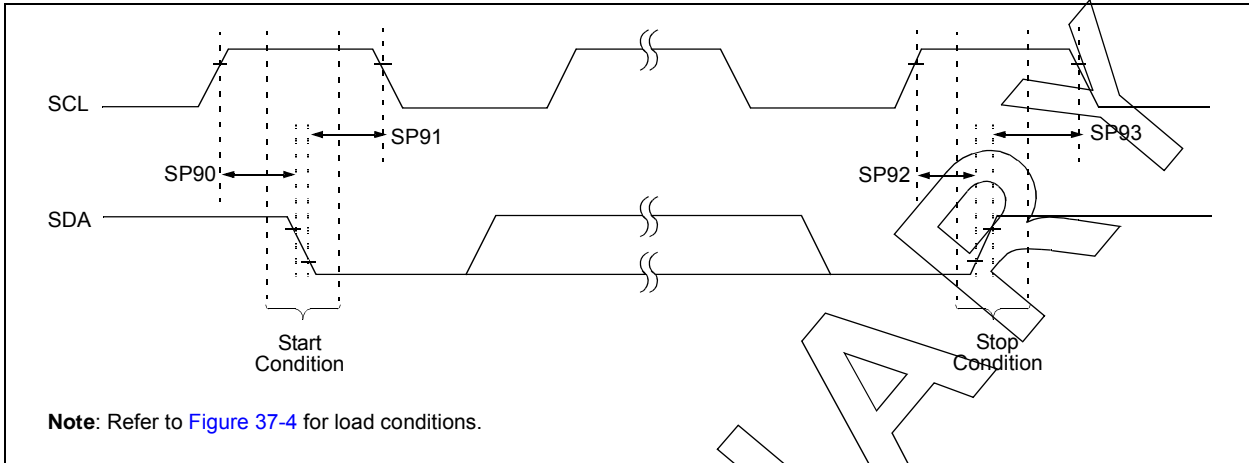 SCL
SP91
SP93
SP90
SP92
SDA
Start
Condition
Stop
Condition
Note: Refer to Figure 37-4 for load conditions.
ARY